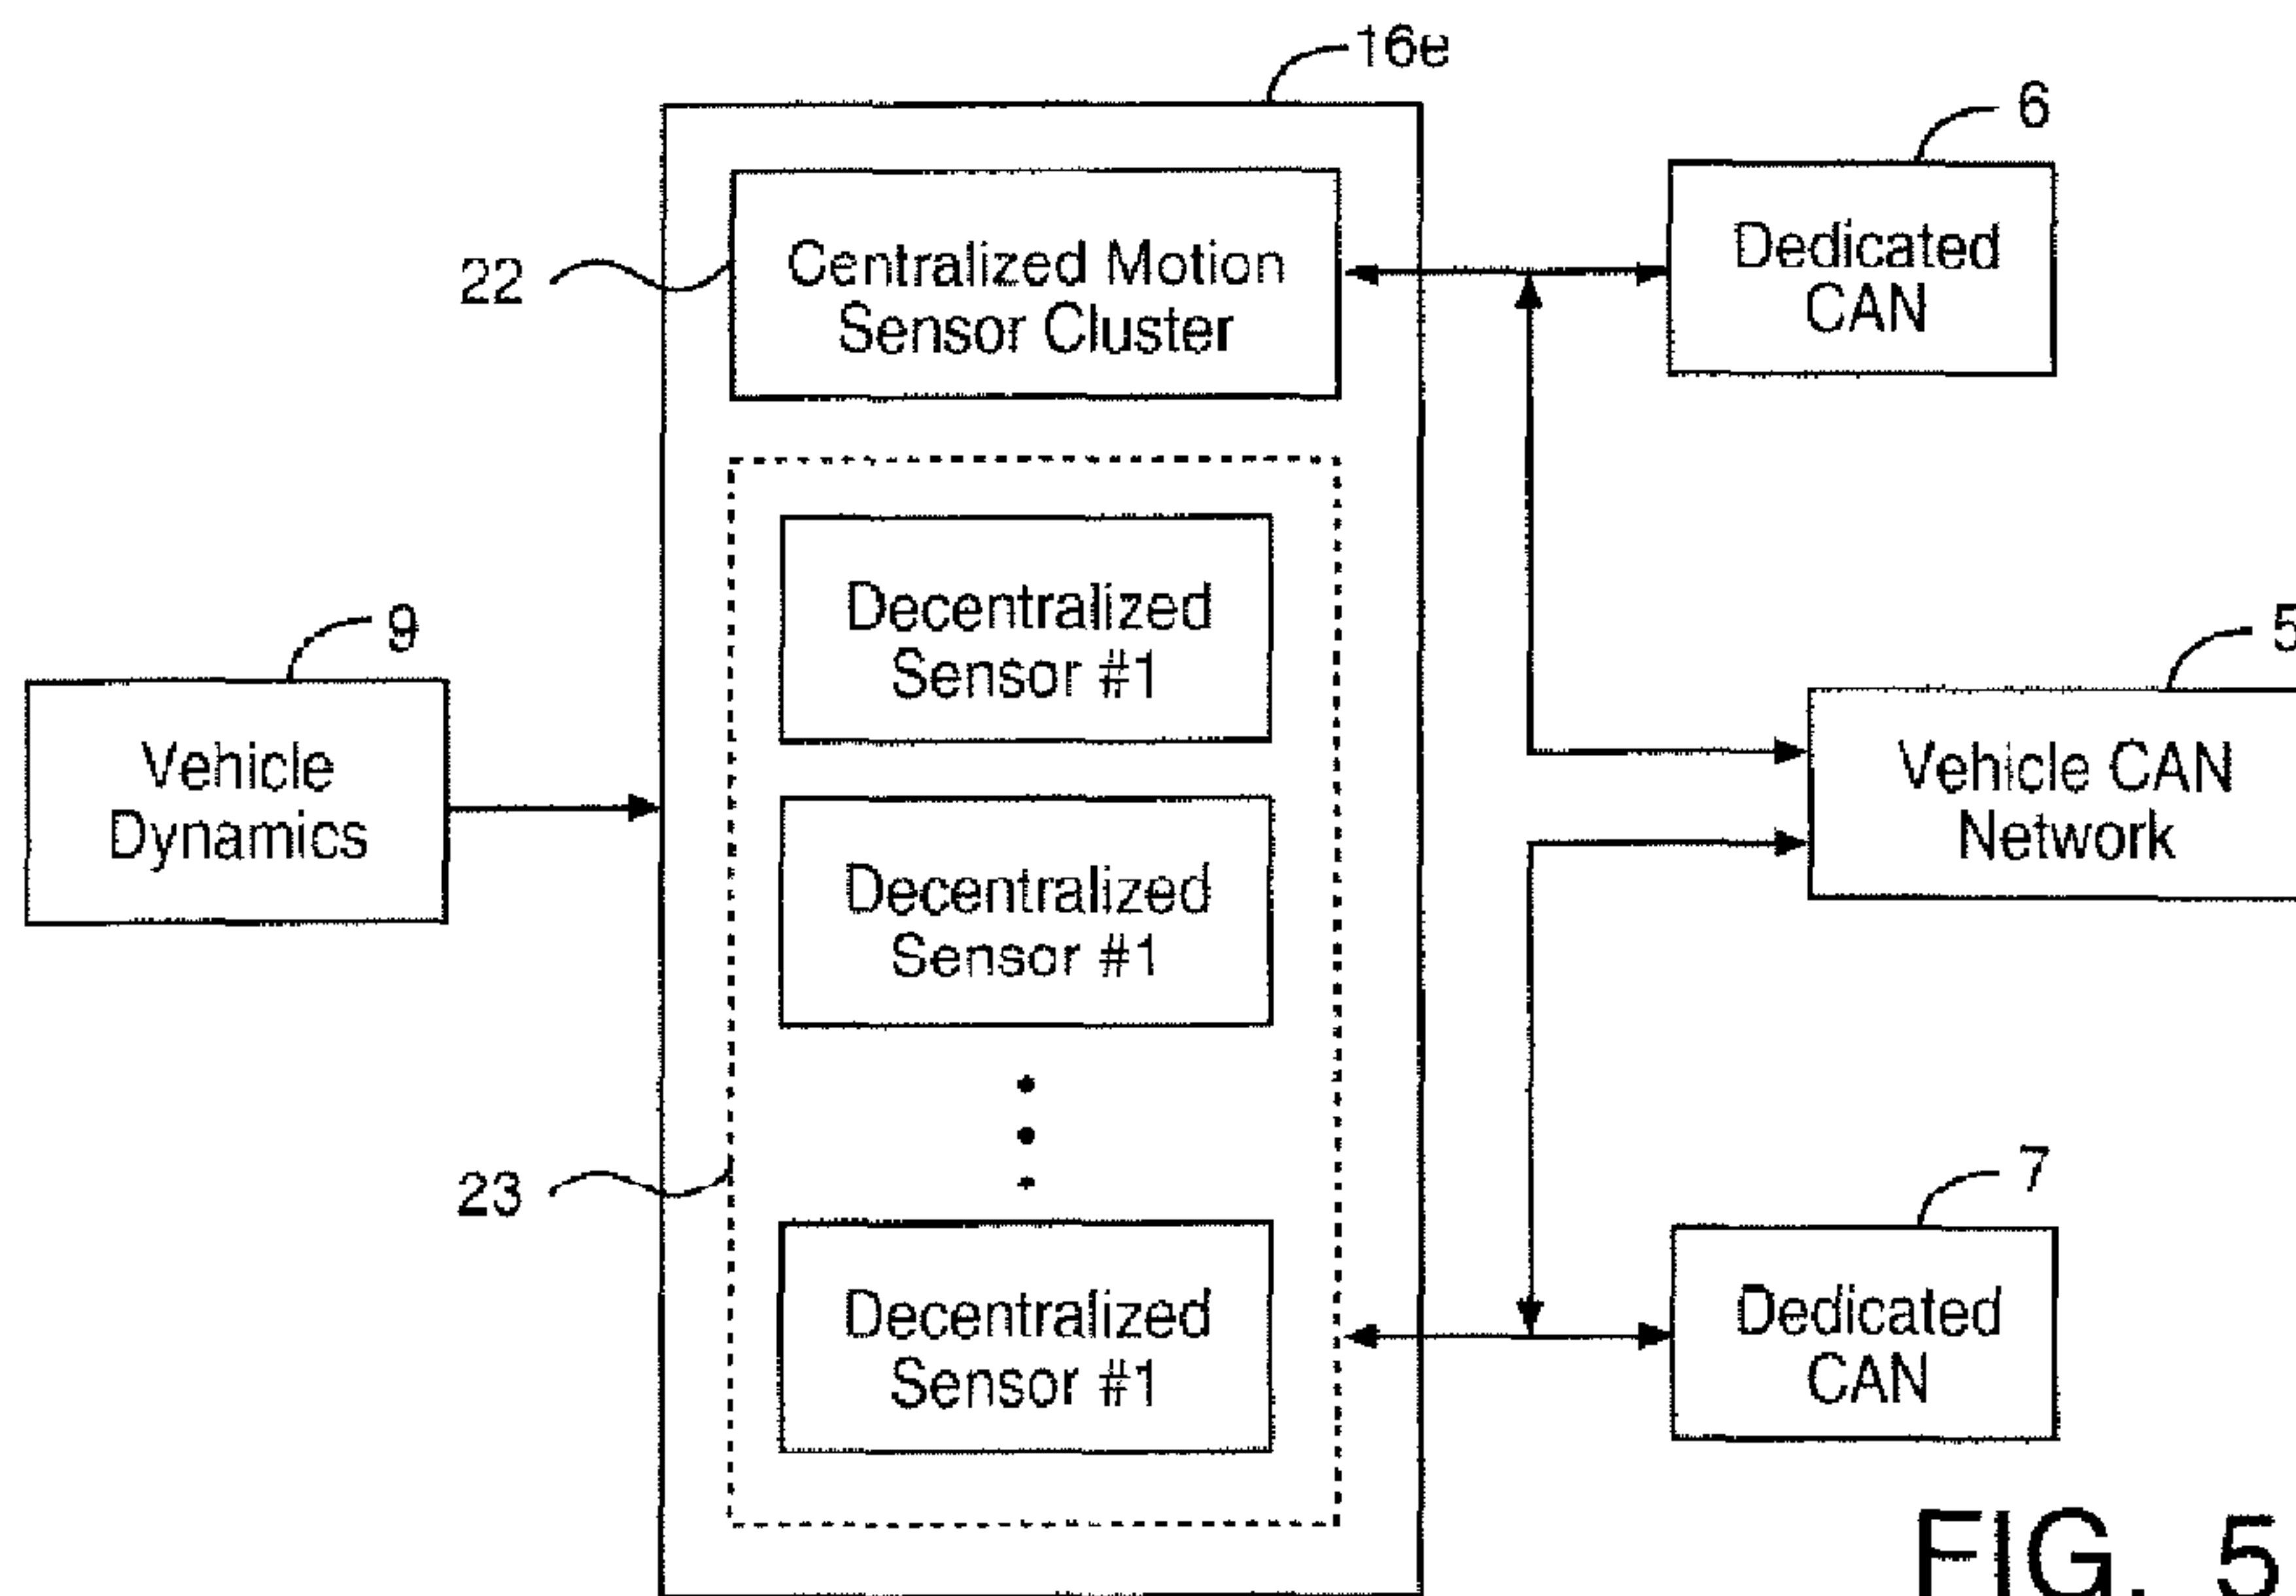 16e
6
22
Centralized Motion
Sensor Cluster
Dedicated
CAN
Decentralized
Sensor #1
9
5
Vehicle
Dynamics
Vehicle CAN
Network
Decentralized
Sensor #1
23
7
Decentralized
Sensor #1
Dedicated
CAN
FIG. 5